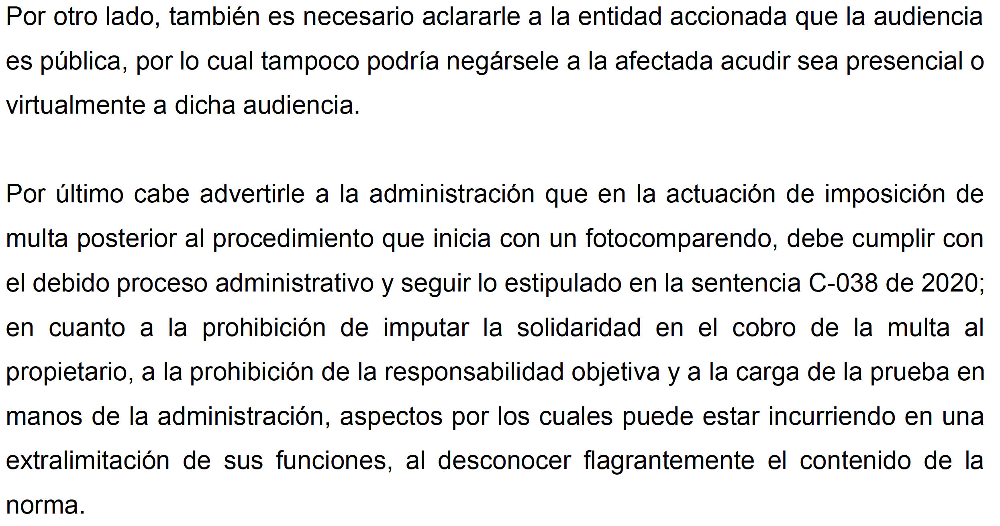 Por otro lado, también es necesario aclararle a la entidad accionada que la audiencia
es pública, por lo cual tampoco podría negársele a la afectada acudir sea presencial o
virtualmente a dicha audiencia.
Por último cabe advertirle a la administración que en la actuación de imposición de
multa posterior al procedimiento que inicia con un fotocomparendo, debe cumplir con
el debido proceso administrativo y seguir lo estipulado en la sentencia C-038 de 2020;
en cuanto a la prohibición de imputar la solidaridad en el cobro de la multa al
propietario, a la prohibición de la responsabilidad objetiva y a la carga de la prueba en
manos de la administración, aspectos por los cuales puede estar incurriendo en una
extralimitación de sus funciones, al desconocer flagrantemente el contenido de la
norma.